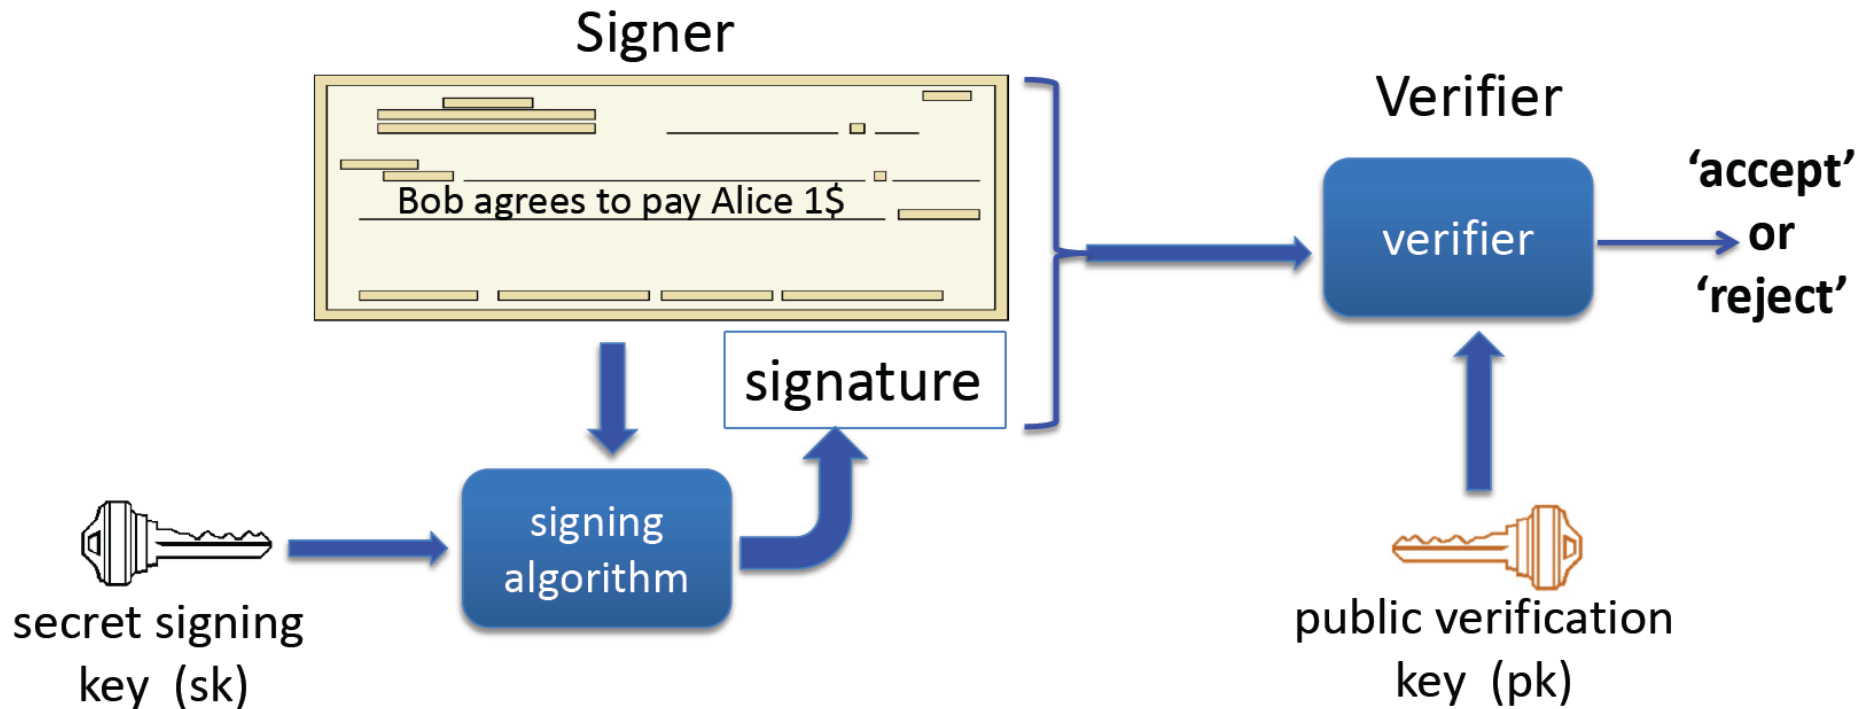 Signer
Bob agrees to pay Alice 1$
signature
signing
algorithm
secret signing
key (sk)
Verifier
verifier
‘accept’
or
‘reject’
public verification
key (pk)